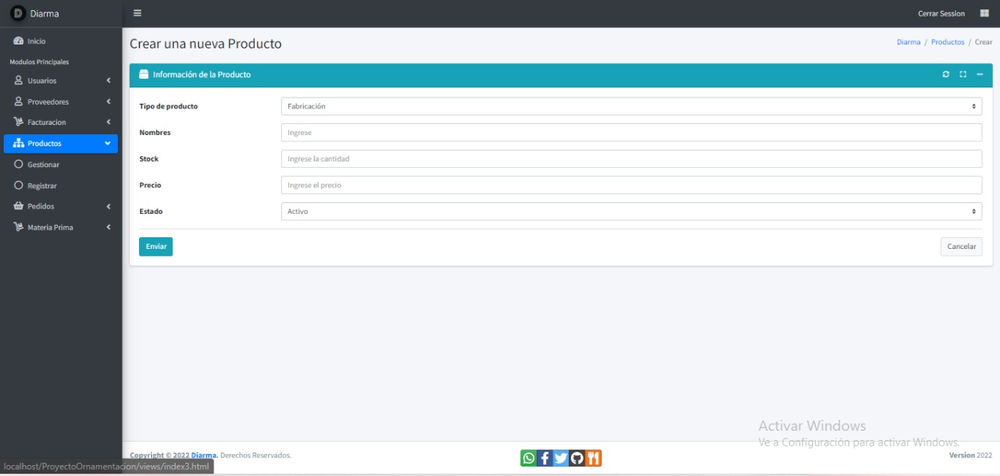 D Diarma
Cerrar Session
Inicio
Modulos Principales
Usuarios
Proveedores
Facturacion
Productos
Gestionar
Registrar
Pedidos
Materia Prima
Crear una nueva Producto
Diarma / Productos / Crear
Información de la Producto
Tipo de producto Fabricación
Nombres Ingrese
Stock Ingrese la cantidad
Precio Ingrese el precio
Estado Activo
Enviar Cancelar
Activar Windows
Ve a Configuración para activar Windows.
Copyright © 2022 Diarma. Derechos Reservados.
Version 2022
localhost/ProyectoOrnamentacion/views/index3.html